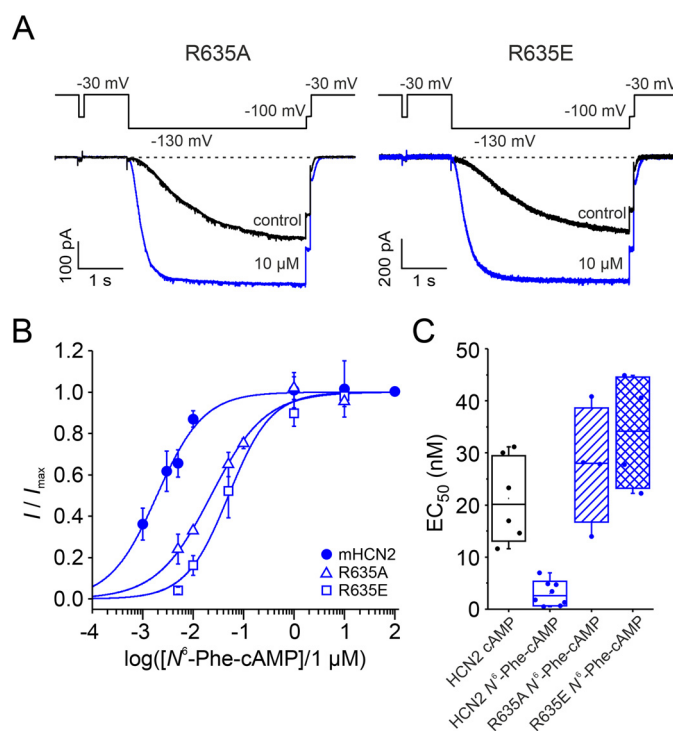 A
R635A
R635E
-30 mV
-30 mV
-30 mV
-30 mV
-100 mV
-100 mV
-130 mV
-130 mV
control
control
100 pA
10 µM
1 s
200 pA
10 µM
1 s
B
C
1.2
1.0
0.8
0.6
0.4
0.2
0.0
I / Imax
mHCN2
R635A
R635E
-4
-3
-2
-1
0
1
2
log([N⁶-Phe-cAMP]/1 µM)
50
40
30
20
10
0
EC₅₀ (nM)
HCN2 cAMP
HCN2 N⁶-Phe-cAMP
R635A N⁶-Phe-cAMP
R635E N⁶-Phe-cAMP